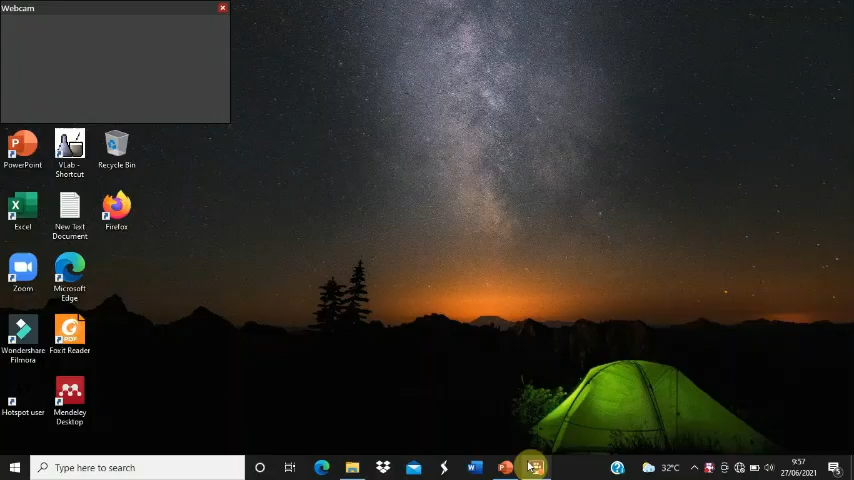 Webcam
PowerPoint
VLab -
Shortcut
Recycle Bin
Excel
New Text
Document
Firefox
Zoom
Microsoft
Edge
Wondershare
Filmora
Foxit Reader
Hotspot user
Mendeley
Desktop
Type here to search
32°C
9:57
27/06/2021